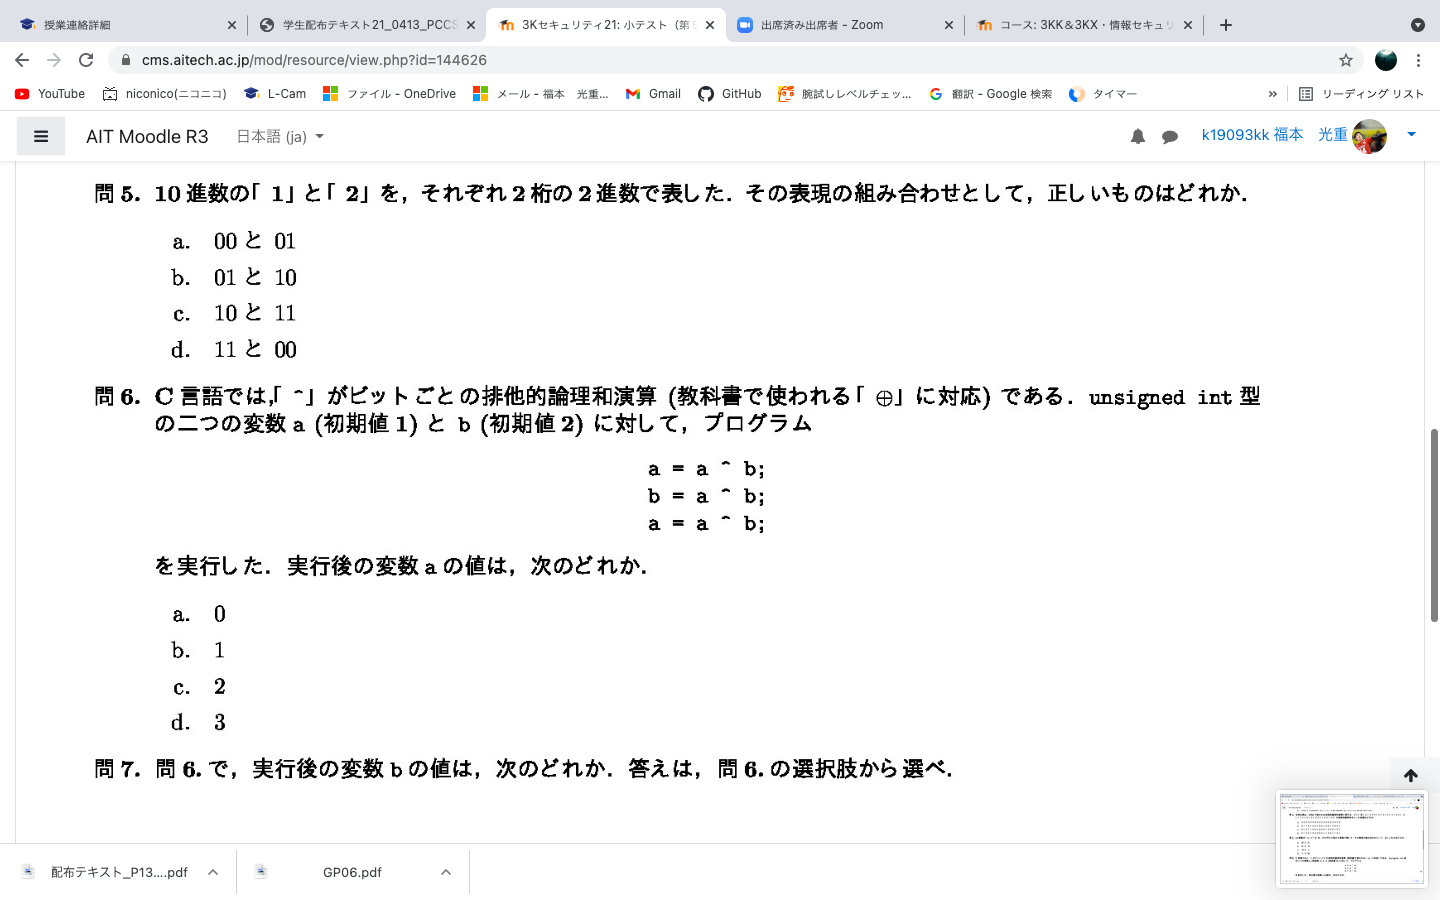 授業連絡詳細
学生配布テキスト21_0413_PCCS
3Kセキュリティ21: 小テスト（第
出席済み出席者 - Zoom
コース: 3KK＆3KX・情報セキュリ
cms.aitech.ac.jp/mod/resource/view.php?id=144626
YouTube
niconico(ニコニコ)
L-Cam
ファイル - OneDrive
メール - 福本　光重...
Gmail
GitHub
腕試しレベルチェッ...
翻訳 - Google 検索
タイマー
»
リーディング リスト
AIT Moodle R3
日本語 (ja)
k19093kk 福本　光重
問 5. 10 進数の「 1」と「 2」を，それぞれ 2 桁の 2 進数で表した．その表現の組み合わせとして，正しいものはどれか．
a. 00 と 01
b. 01 と 10
c. 10 と 11
d. 11 と 00
問 6. C 言語では,「 ^」がビットごとの排他的論理和演算 (教科書で使われる「 ⊕」に対応) である．unsigned int 型
の二つの変数 a (初期値 1) と b (初期値 2) に対して，プログラム
a = a ^ b;
b = a ^ b;
a = a ^ b;
を実行した．実行後の変数 a の値は，次のどれか．
a. 0
b. 1
c. 2
d. 3
問 7. 問 6. で，実行後の変数 b の値は，次のどれか．答えは，問 6. の選択肢から選べ．
配布テキスト_P13....pdf
GP06.pdf